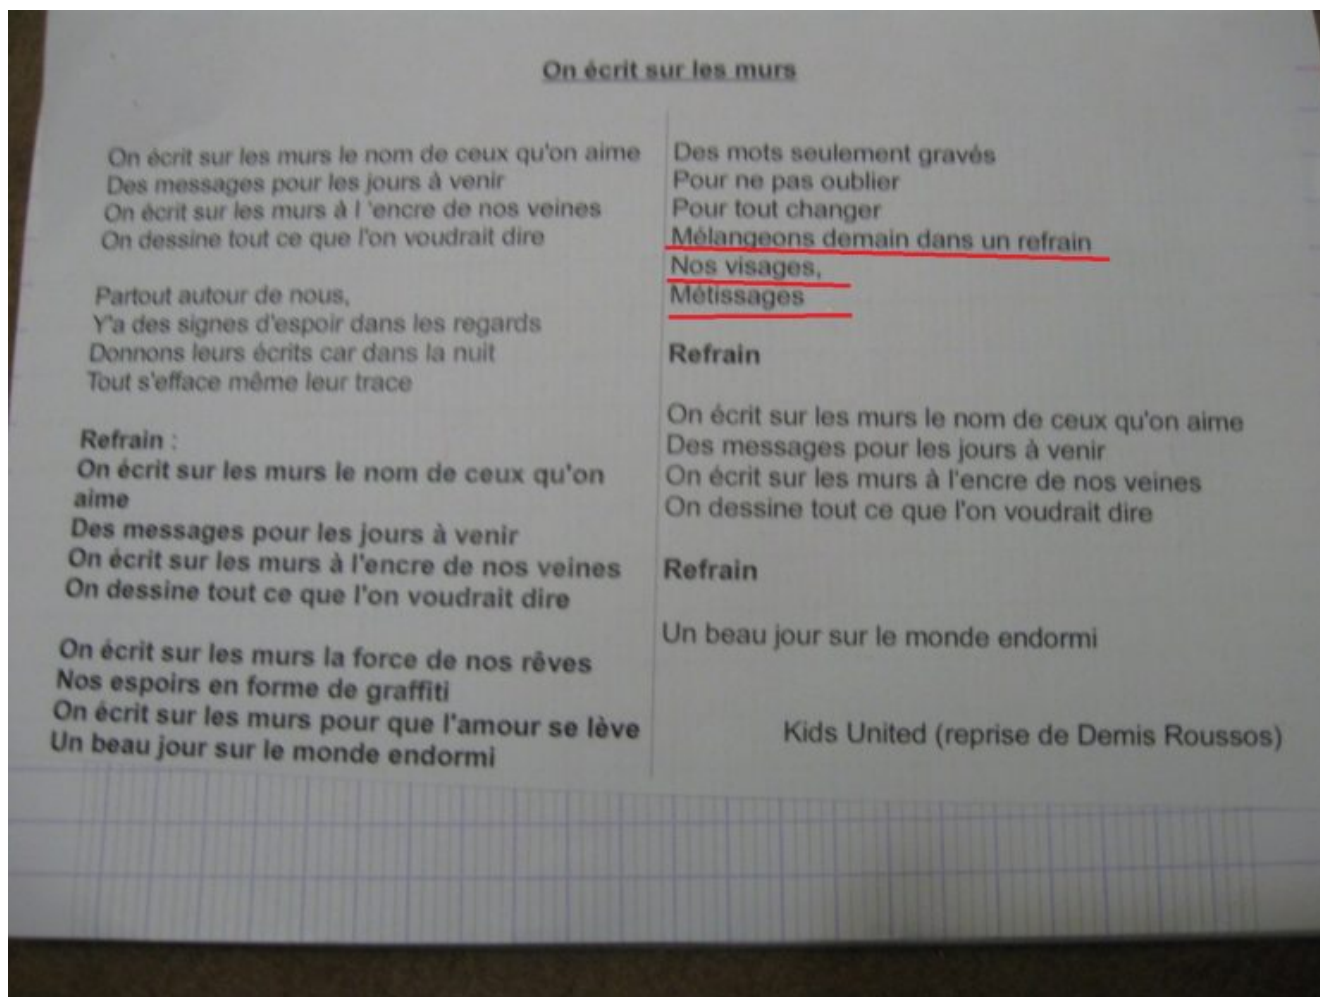 On écrit sur les murs
On écrit sur les murs le nom de ceux qu'on aime
Des messages pour les jours à venir
On écrit sur les murs à l 'encre de nos veines
On dessine tout ce que l'on voudrait dire
Partout autour de nous,
Y'a des signes d'espoir dans les regards
Donnons leurs écrits car dans la nuit
Tout s'efface même leur trace
Refrain :
On écrit sur les murs le nom de ceux qu'on
aime
Des messages pour les jours à venir
On écrit sur les murs à l'encre de nos veines
On dessine tout ce que l'on voudrait dire
On écrit sur les murs la force de nos rêves
Nos espoirs en forme de graffiti
On écrit sur les murs pour que l'amour se lève
Un beau jour sur le monde endormi
Des mots seulement gravés
Pour ne pas oublier
Pour tout changer
Mélangeons demain dans un refrain
Nos visages,
Métissages
Refrain
On écrit sur les murs le nom de ceux qu'on aime
Des messages pour les jours à venir
On écrit sur les murs à l'encre de nos veines
On dessine tout ce que l'on voudrait dire
Refrain
Un beau jour sur le monde endormi
Kids United (reprise de Demis Roussos)